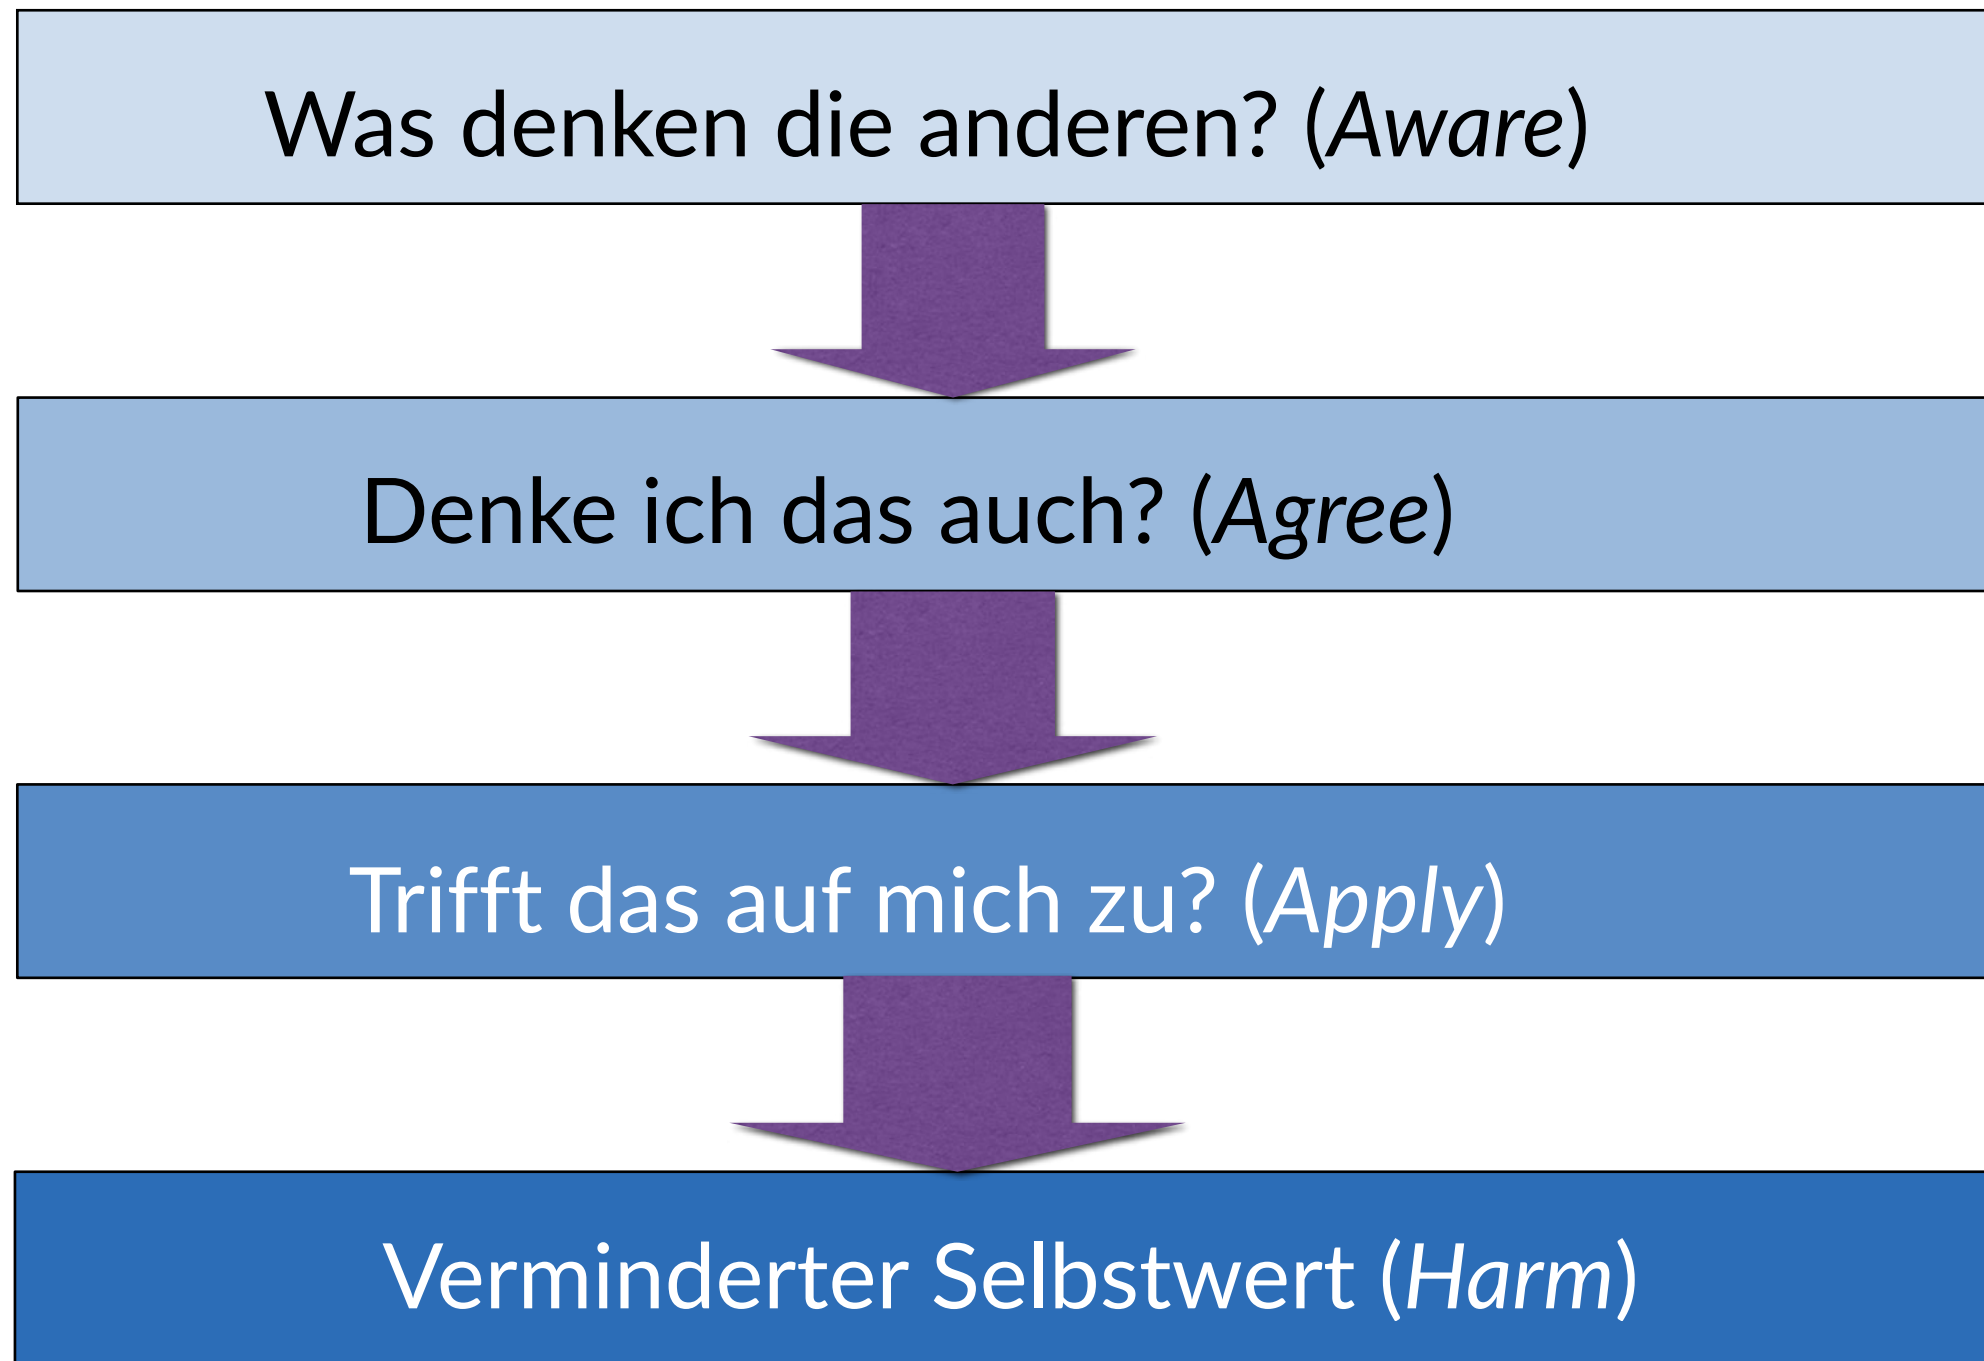 Was denken die anderen? (Aware)
Denke ich das auch? (Agree)
Trifft das auf mich zu? (Apply)
Verminderter Selbstwert (Harm)